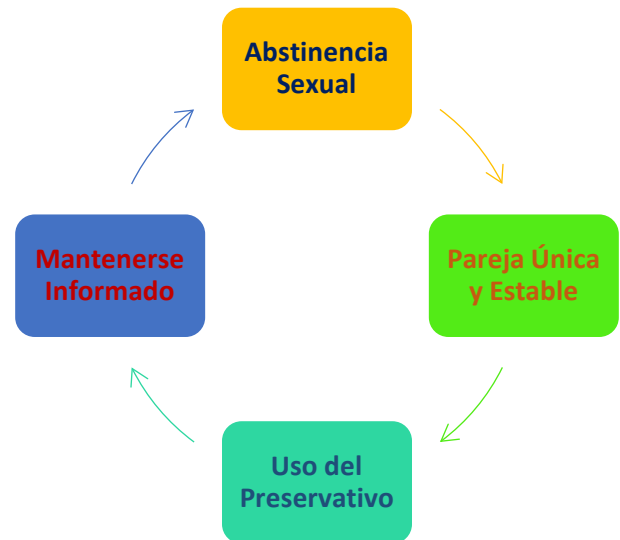 Abstinencia
Sexual
Pareja Única
y Estable
Uso del
Preservativo
Mantenerse
Informado